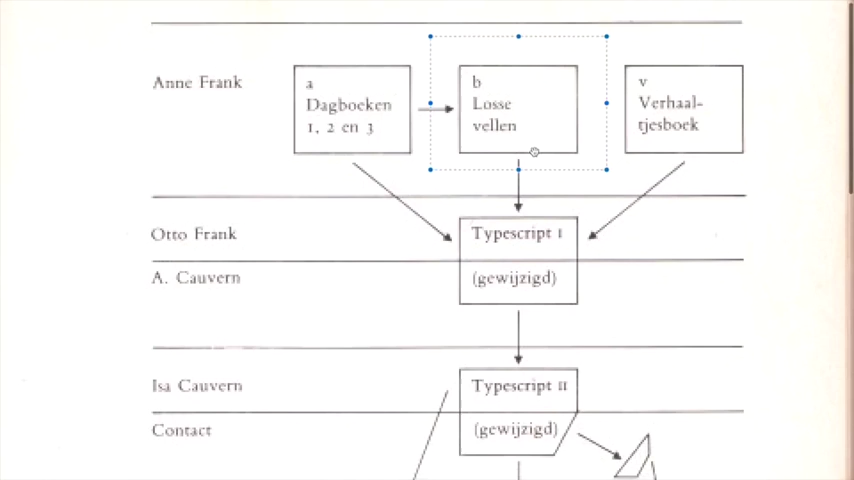 Anne Frank
a
Dagboeken
1, 2 en 3
b
Losse
vellen
v
Verhaal-
tjesboek
Otto Frank
Typescript I
A. Cauvern
(gewijzigd)
Isa Cauvern
Typescript II
Contact
(gewijzigd)